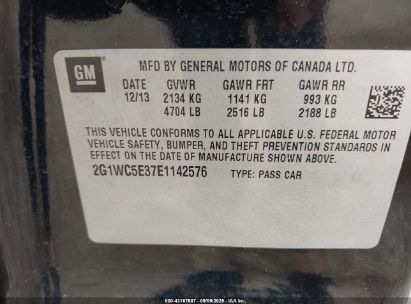 GM
MFD BY GENERAL MOTORS OF CANADA LTD.
DATE GVWR GAWR FRT GAWR RR
12/13 2134 KG 1141 KG 993 KG
4704 LB 2516 LB 2188 LB
THIS VEHICLE CONFORMS TO ALL APPLICABLE U.S. FEDERAL MOTOR
VEHICLE SAFETY, BUMPER, AND THEFT PREVENTION STANDARDS
IN EFFECT ON THE DATE OF MANUFACTURE SHOWN ABOVE.
2G1WC5E37E1142576 TYPE: PASS CAR